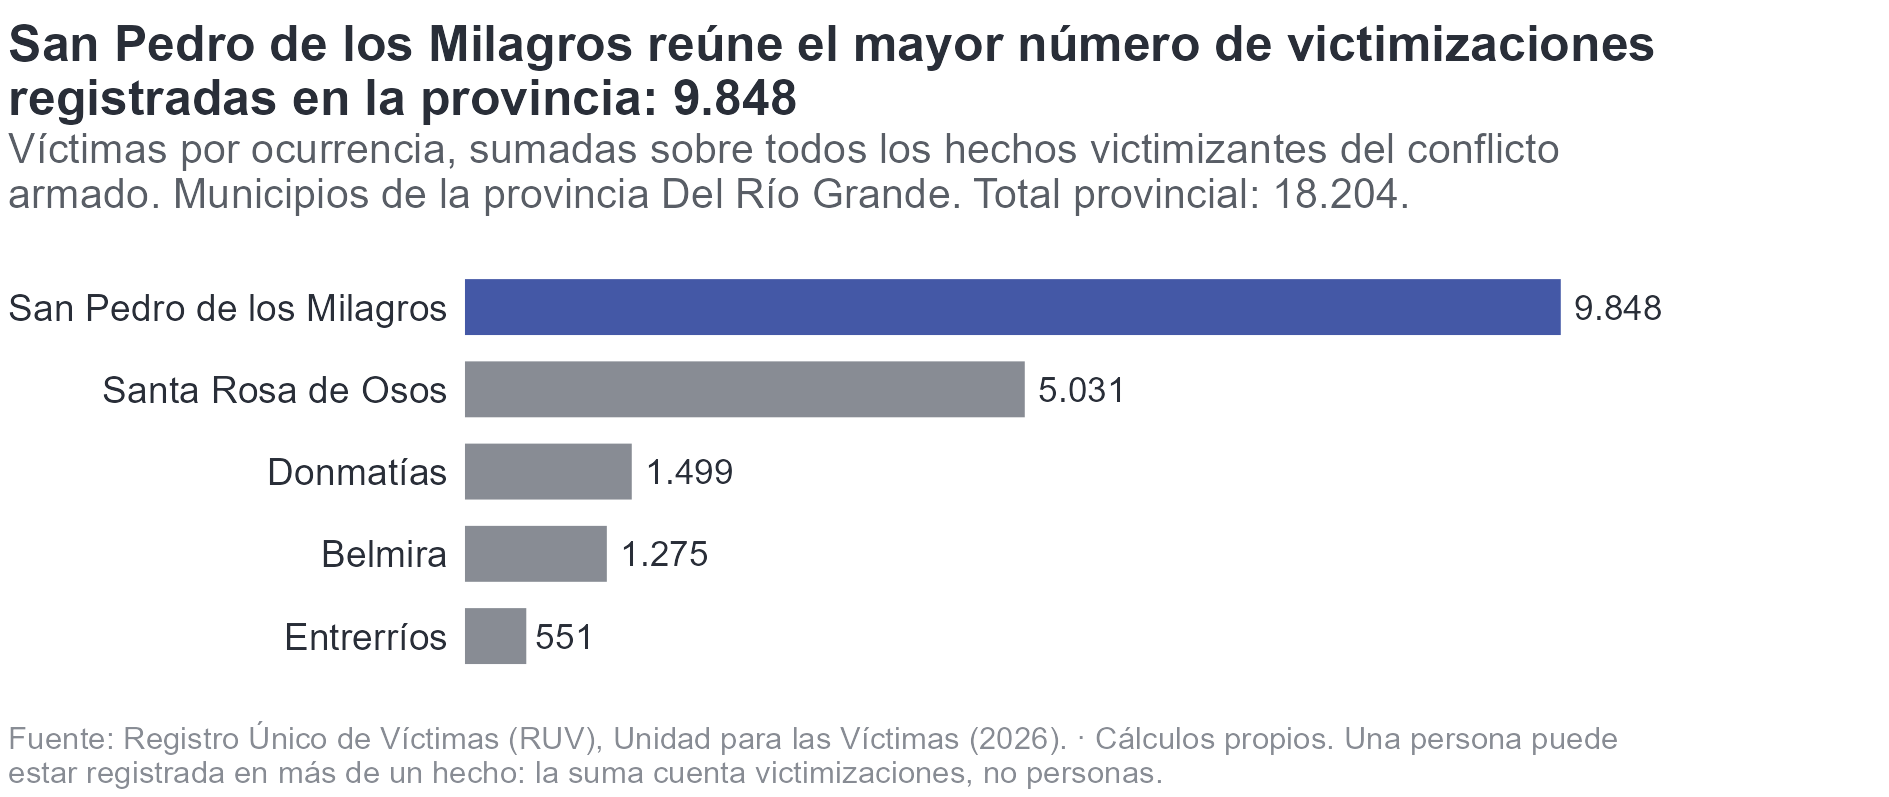 San Pedro de los Milagros reúne el mayor número de victimizaciones
registradas en la provincia: 9.848
Víctimas por ocurrencia, sumadas sobre todos los hechos victimizantes del conflicto
armado. Municipios de la provincia Del Río Grande. Total provincial: 18.204.
San Pedro de los Milagros 9.848
Santa Rosa de Osos 5.031
Donmatías 1.499
Belmira 1.275
Entrerríos 551
Fuente: Registro Único de Víctimas (RUV), Unidad para las Víctimas (2026). · Cálculos propios. Una persona puede
estar registrada en más de un hecho: la suma cuenta victimizaciones, no personas.